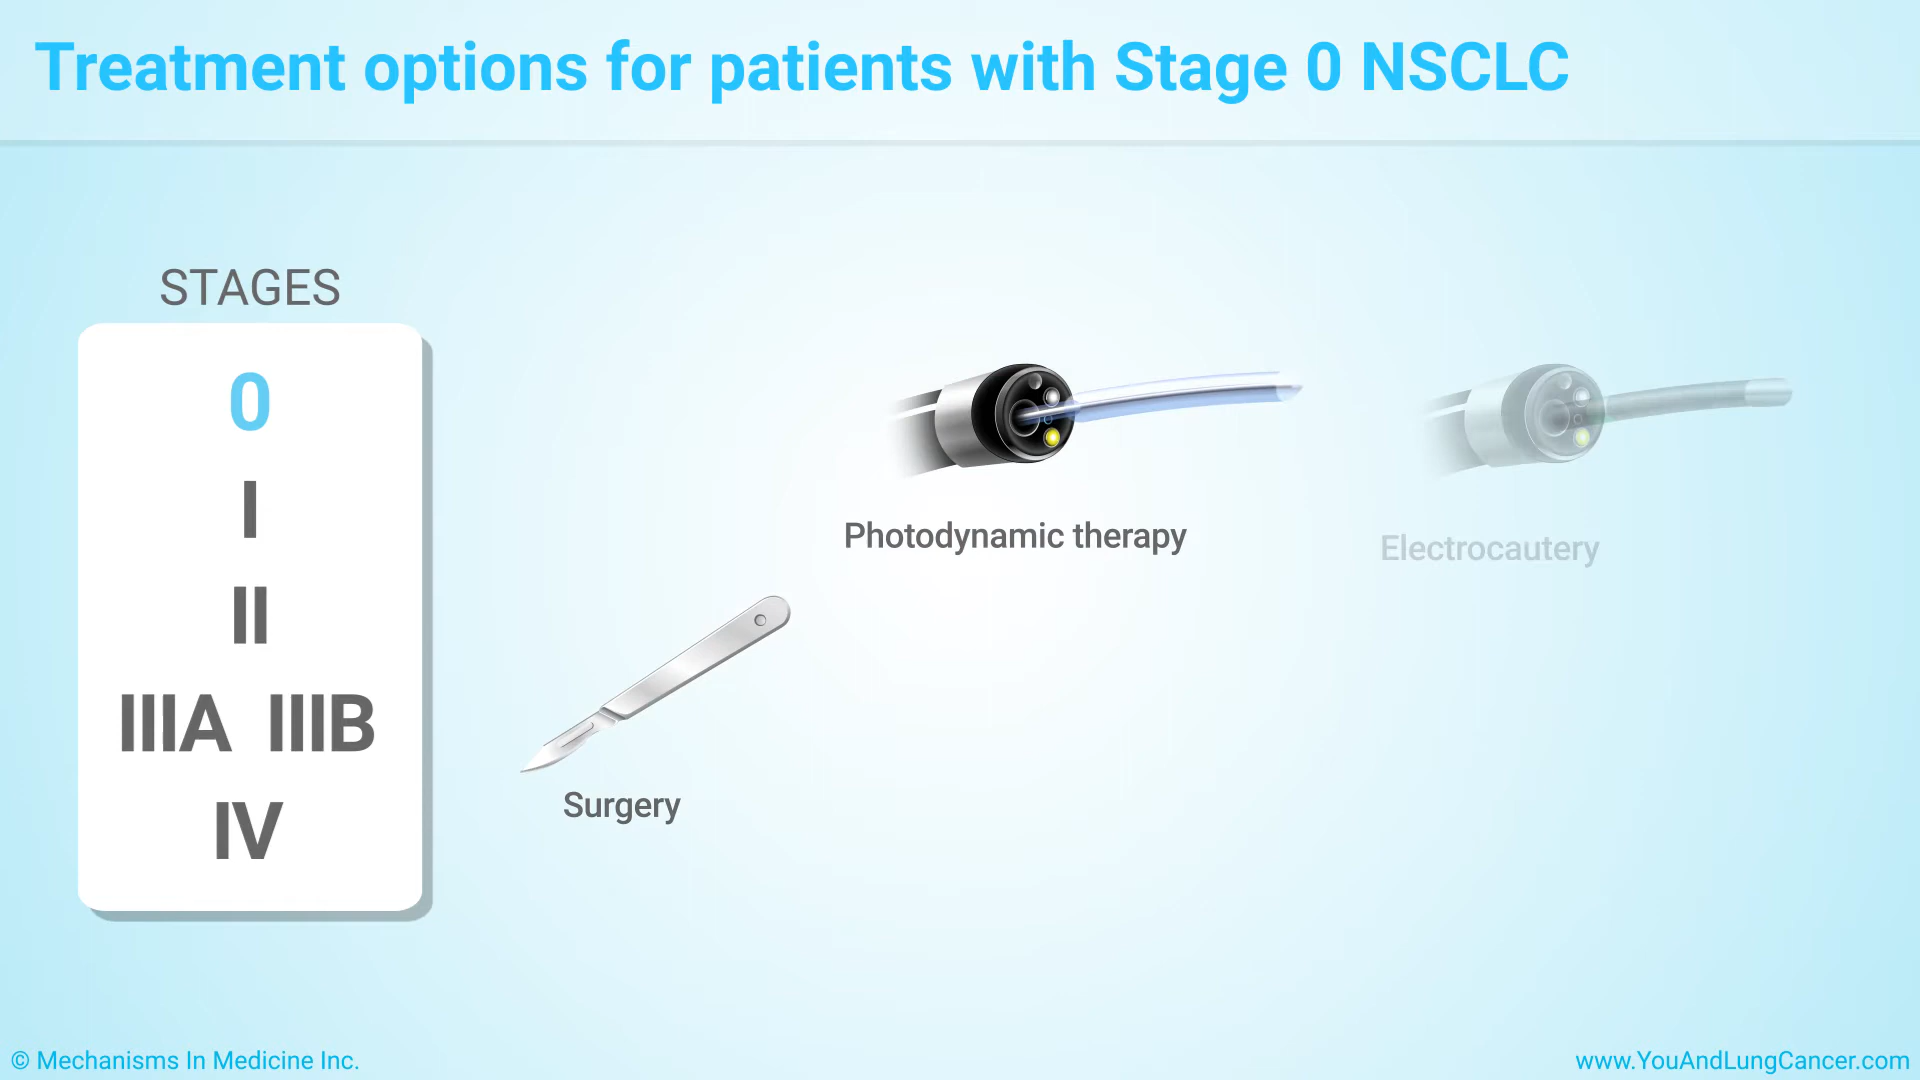 Treatment options for patients with Stage 0 NSCLC
STAGES
0
I
II
IIIA IIIB
IV
Photodynamic therapy
Electrocautery
Surgery
© Mechanisms In Medicine Inc.
www.YouAndLungCancer.com